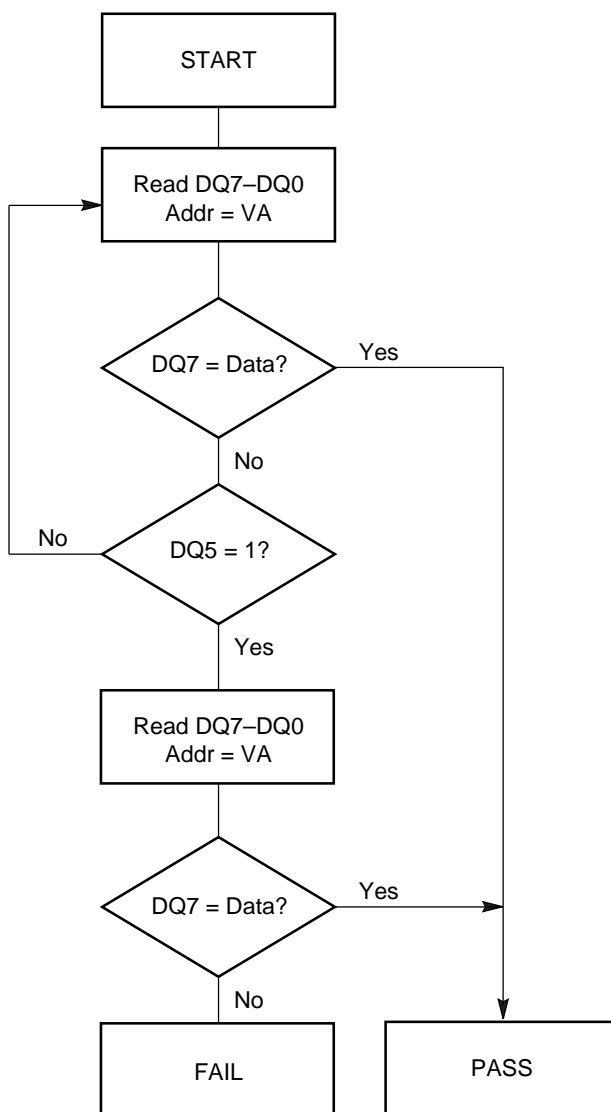 START
Read DQ7–DQ0
Addr = VA
DQ7 = Data?
Yes
No
No
DQ5 = 1?
Yes
Read DQ7–DQ0
Addr = VA
DQ7 = Data?
Yes
No
FAIL
PASS